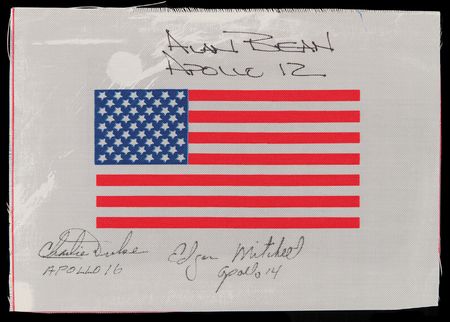 ALAN BEAN
APOLLO 12
Charlie Duke
APOLLO 16
Edgar Mitchell
Apollo 14